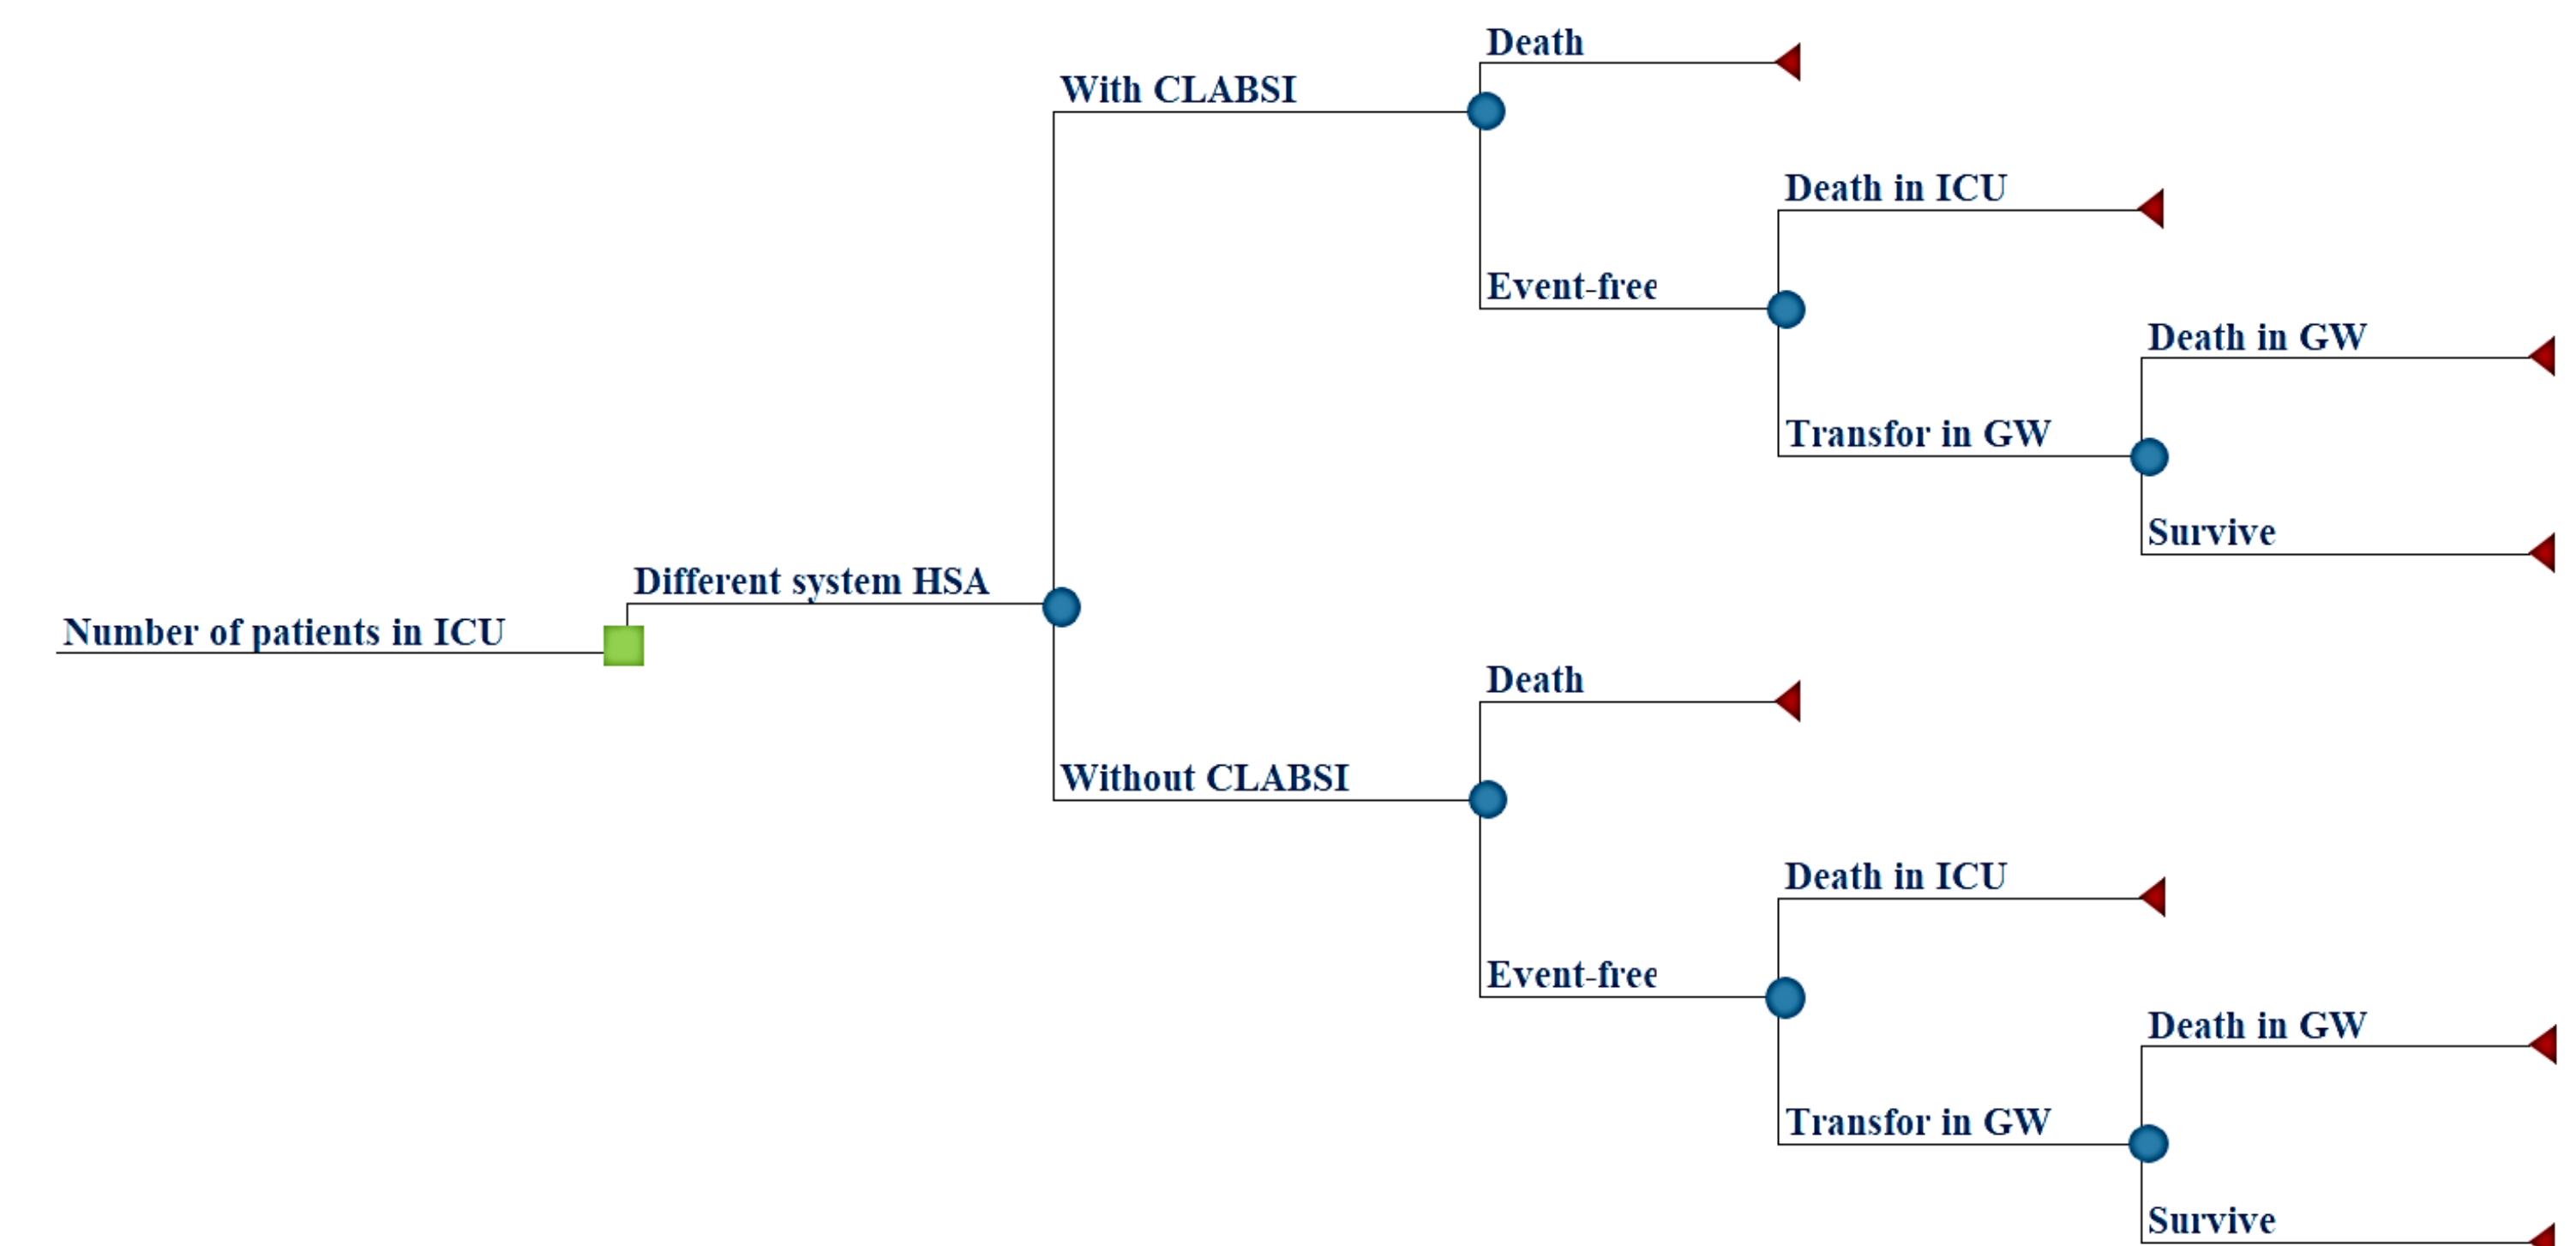 Death
With CLABSI
Death in ICU
Event-free
Death in GW
Transfor in GW
Survive
Different system HSA
Number of patients in ICU
Death
Without CLABSI
Death in ICU
Event-free
Death in GW
Transfor in GW
Survive